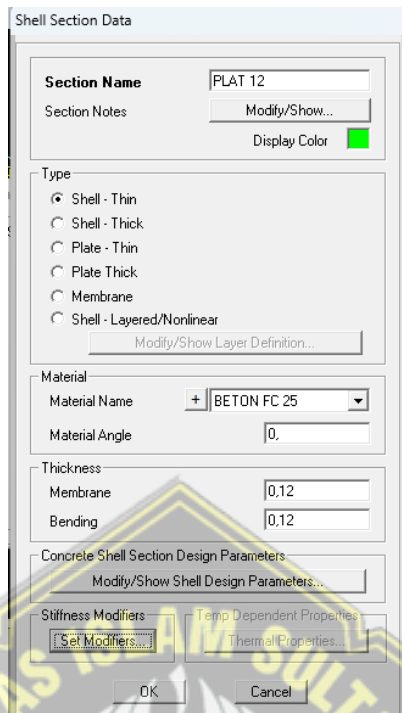 Shell Section Data
Section Name PLAT 12
Section Notes Modify/Show...
Display Color
Type
Shell - Thin
Shell - Thick
Plate - Thin
Plate Thick
Membrane
Shell - Layered/Nonlinear
Modify/Show Layer Definition...
Material
Material Name + BETON FC 25
Material Angle 0,
Thickness
Membrane 0,12
Bending 0,12
Concrete Shell Section Design Parameters
Modify/Show Shell Design Parameters...
Stiffness Modifiers Temp Dependent Properties
Set Modifiers... Thermal Properties...
OK Cancel